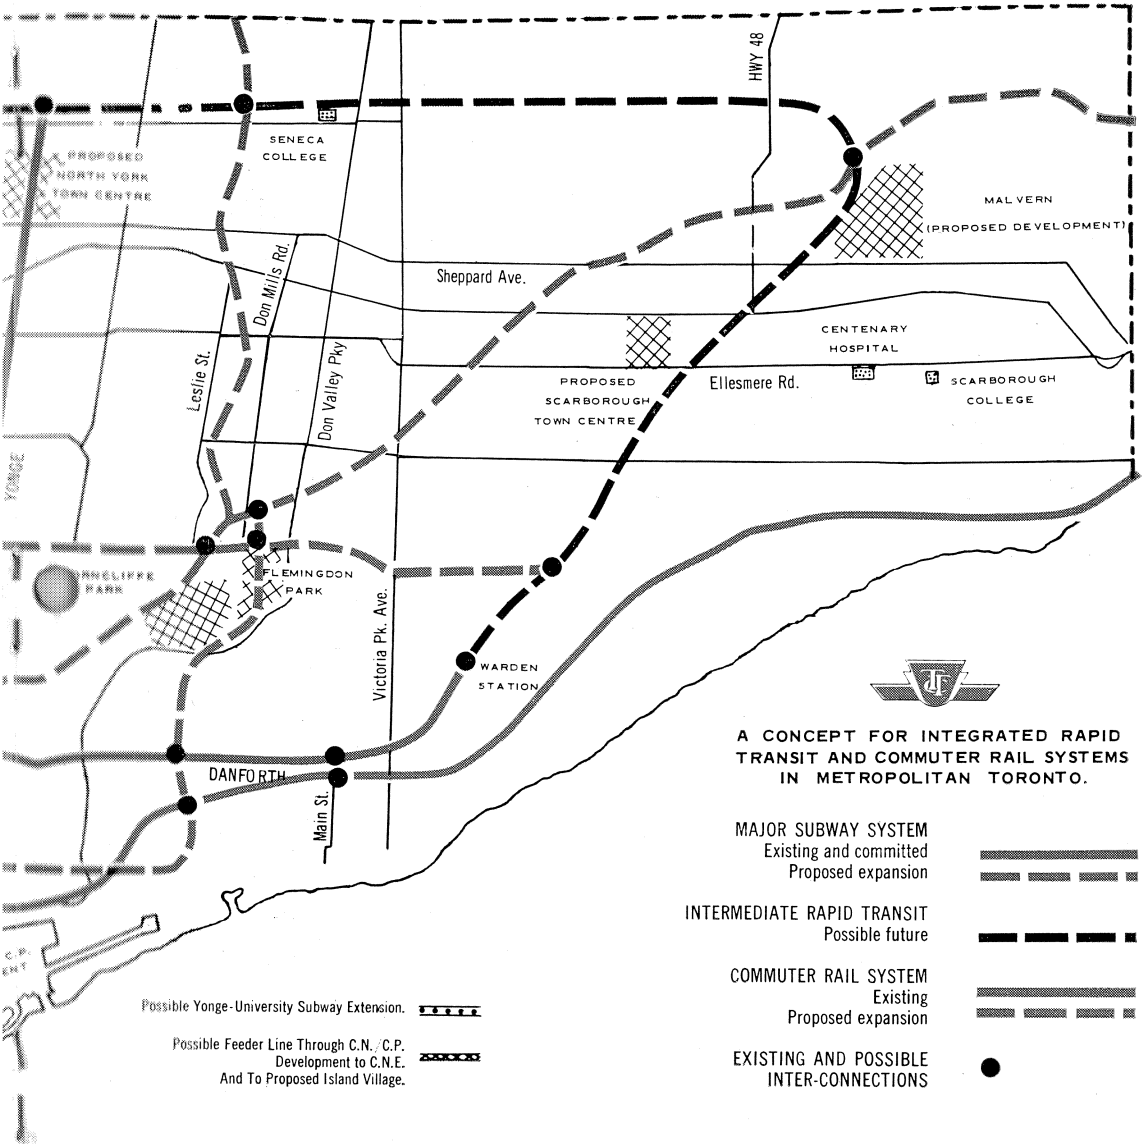 HWY 48
SENECA
COLLEGE
PROPOSED
NORTH YORK
TOWN CENTRE
MALVERN
(PROPOSED DEVELOPMENT)
Don Mills Rd.
Sheppard Ave.
Leslie St.
Don Valley Pky
CENTENARY
HOSPITAL
PROPOSED
SCARBOROUGH
TOWN CENTRE
Ellesmere Rd.
SCARBOROUGH
COLLEGE
YONGE
PARK
FLEMINGDON
PARK
Victoria Pk. Ave.
WARDEN
STATION
DANFORTH
Main St.
TTC
A CONCEPT FOR INTEGRATED RAPID
TRANSIT AND COMMUTER RAIL SYSTEMS
IN METROPOLITAN TORONTO.
MAJOR SUBWAY SYSTEM
Existing and committed
Proposed expansion
INTERMEDIATE RAPID TRANSIT
Possible future
COMMUTER RAIL SYSTEM
Existing
Proposed expansion
EXISTING AND POSSIBLE
INTER-CONNECTIONS
C.P.
Possible Yonge-University Subway Extension.
Possible Feeder Line Through C.N./C.P.
Development to C.N.E.
And To Proposed Island Village.